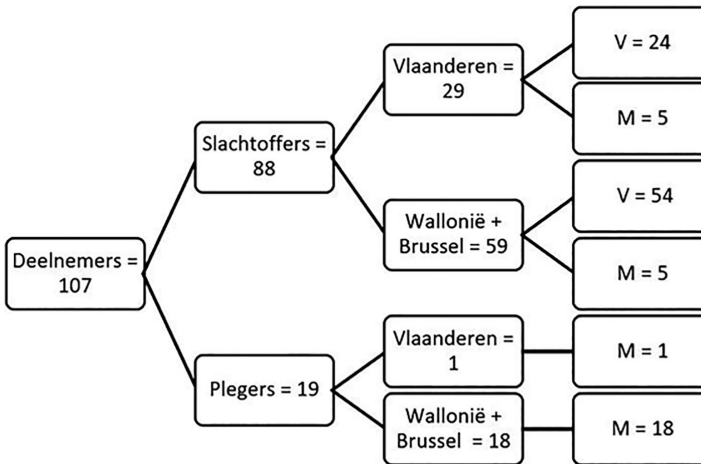 Deelnemers =
107
Slachtoffers =
88
Vlaanderen =
29
V = 24
M = 5
Wallonië +
Brussel = 59
V = 54
M = 5
Plegers = 19
Vlaanderen =
1
M = 1
Wallonië +
Brussel = 18
M = 18